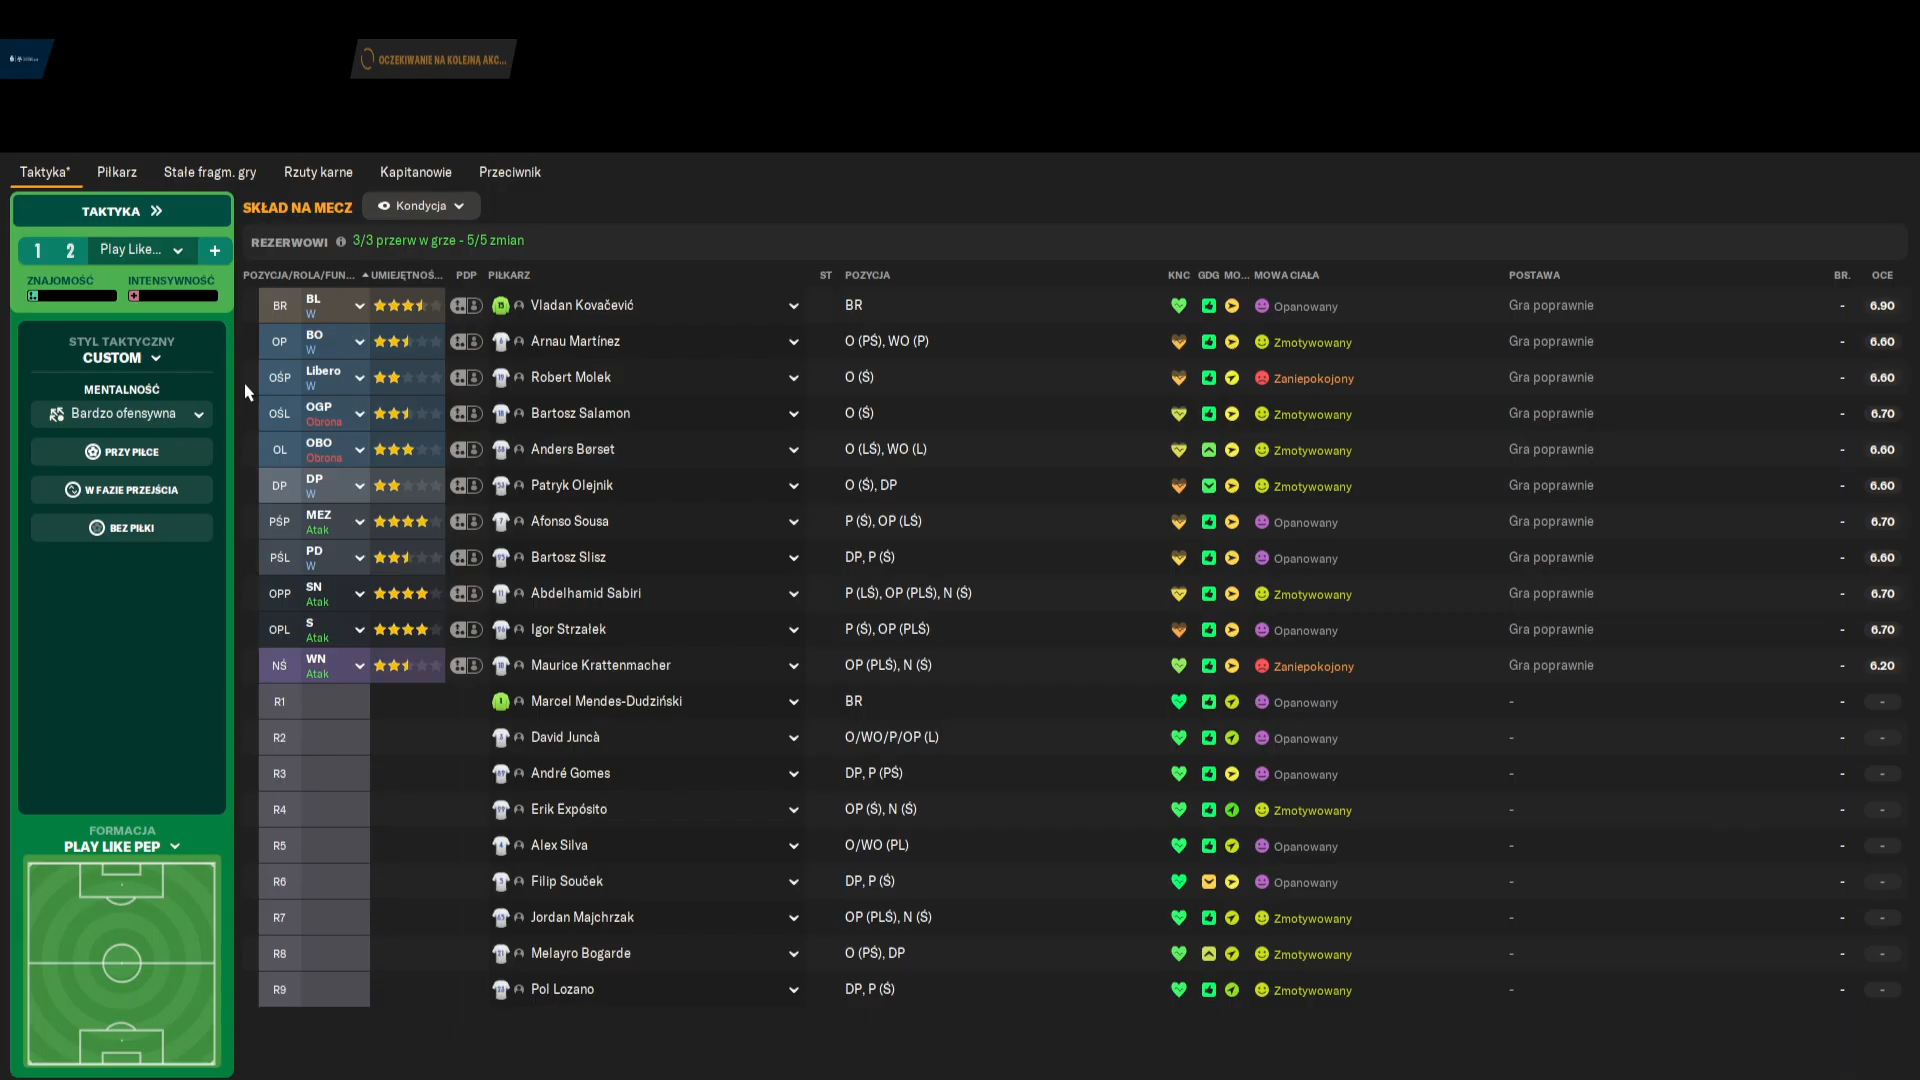 OCZEKIWANIE NA KOLEJNĄ AKC...
Taktyka* Piłkarz Stałe fragm. gry Rzuty karne Kapitanowie Przeciwnik
TAKTYKA
1 2 Play Like... +
ZNAJOMOŚĆ INTENSYWNOŚĆ
STYL TAKTYCZNY
CUSTOM
MENTALNOŚĆ
Bardzo ofensywna
PRZY PIŁCE
W FAZIE PRZEJŚCIA
BEZ PIŁKI
FORMACJA
PLAY LIKE PEP
SKŁAD NA MECZ Kondycja
REZERWOWI 3/3 przerw w grze - 5/5 zmian
POZYCJA/ROLA/FUN... UMIEJĘTNOŚ... PDP PIŁKARZ ST POZYCJA KNC GDG MO... MOWA CIAŁA POSTAWA BR. OCE
BR BL W Vladan Kovačević BR Opanowany Gra poprawnie - 6.90
OP BO W Arnau Martínez O (PŚ), WO (P) Zmotywowany Gra poprawnie - 6.60
OŚP Libero W Robert Molek O (Ś) Zaniepokojony Gra poprawnie - 6.60
OŚL OGP Obrona Bartosz Salamon O (Ś) Zmotywowany Gra poprawnie - 6.70
OL OBO Obrona Anders Børset O (LŚ), WO (L) Zmotywowany Gra poprawnie - 6.60
DP DP W Patryk Olejnik O (Ś), DP Zmotywowany Gra poprawnie - 6.60
PŚP MEZ Atak Afonso Sousa P (Ś), OP (LŚ) Opanowany Gra poprawnie - 6.70
PŚL PD W Bartosz Slisz DP, P (Ś) Opanowany Gra poprawnie - 6.60
OPP SN Atak Abdelhamid Sabiri P (LŚ), OP (PLŚ), N (Ś) Zmotywowany Gra poprawnie - 6.70
OPL S Atak Igor Strzałek P (Ś), OP (PLŚ) Opanowany Gra poprawnie - 6.70
NŚ WN Atak Maurice Krattenmacher OP (PLŚ), N (Ś) Zaniepokojony Gra poprawnie - 6.20
R1 Marcel Mendes-Dudziński BR Opanowany - - -
R2 David Juncà O/WO/P/OP (L) Opanowany - - -
R3 André Gomes DP, P (PŚ) Opanowany - - -
R4 Erik Expósito OP (Ś), N (Ś) Zmotywowany - - -
R5 Alex Silva O/WO (PL) Opanowany - - -
R6 Filip Souček DP, P (Ś) Opanowany - - -
R7 Jordan Majchrzak OP (PLŚ), N (Ś) Zmotywowany - - -
R8 Melayro Bogarde O (PŚ), DP Zmotywowany - - -
R9 Pol Lozano DP, P (Ś) Zmotywowany - - -